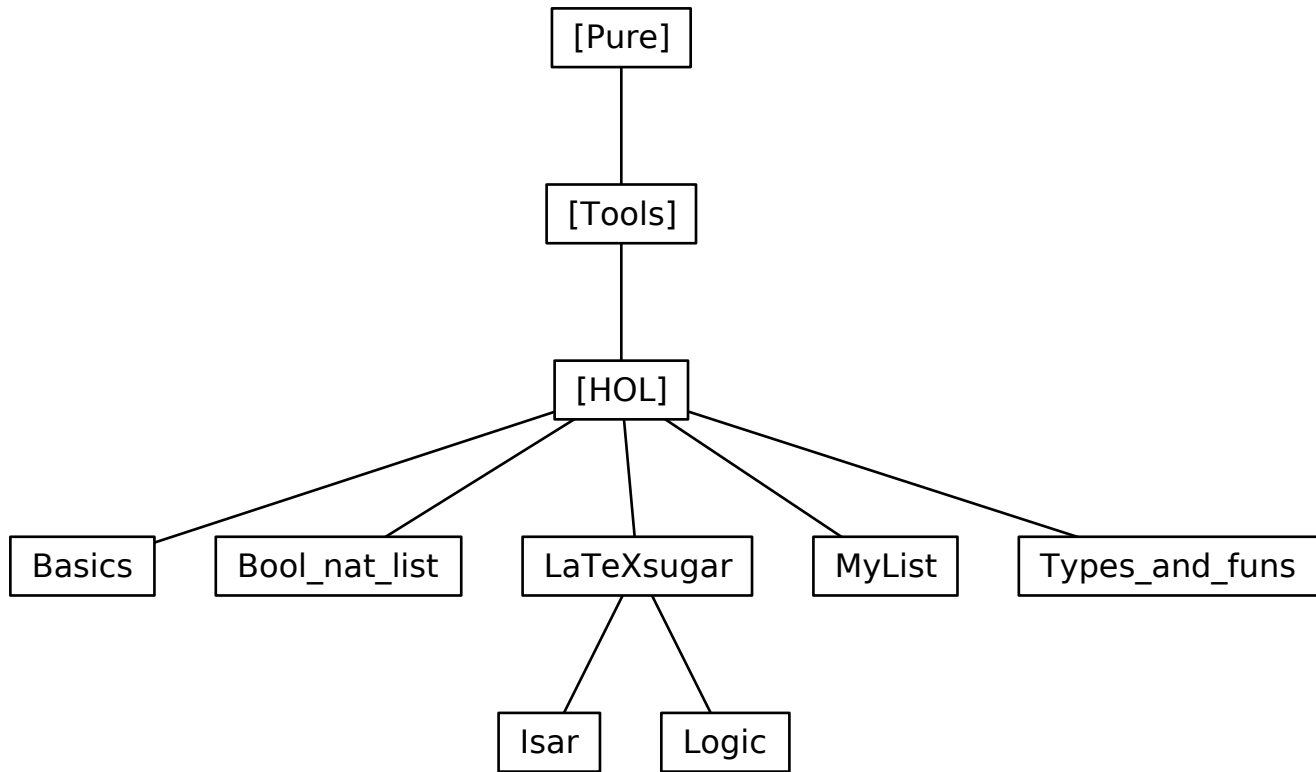 [Pure]
[Tools]
[HOL]
Basics
Bool_nat_list
LaTeXsugar
MyList
Types_and_funs
Isar
Logic